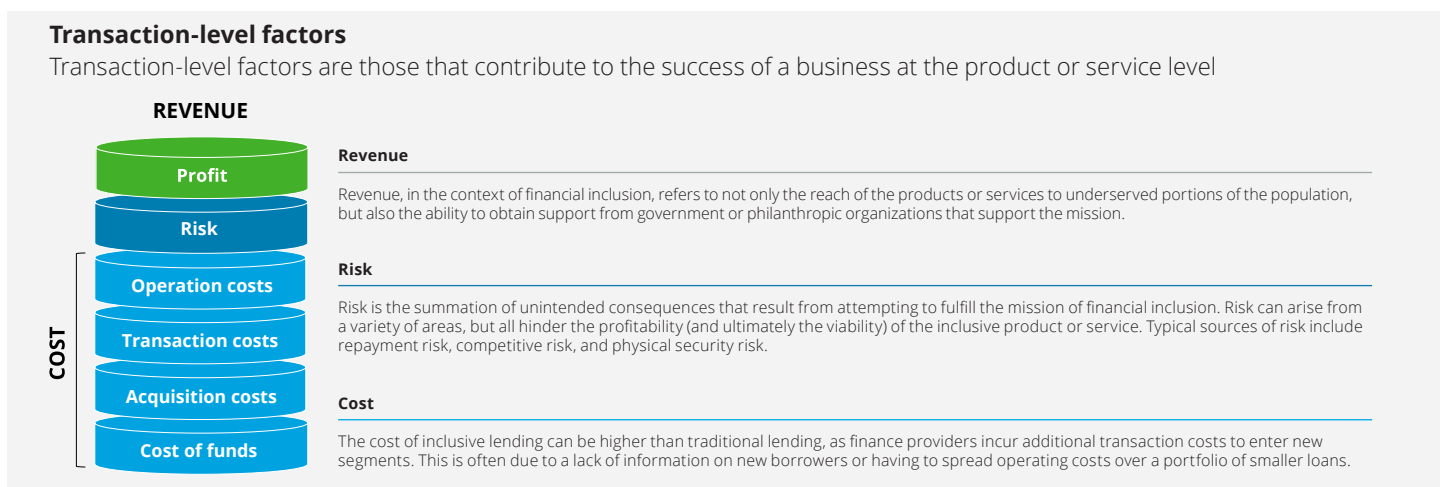 Transaction-level factors
Transaction-level factors are those that contribute to the success of a business at the product or service level
REVENUE
Profit
Risk
Operation costs
Transaction costs
Acquisition costs
Cost of funds
COST
Revenue
Revenue, in the context of financial inclusion, refers to not only the reach of the products or services to underserved portions of the population,
but also the ability to obtain support from government or philanthropic organizations that support the mission.
Risk
Risk is the summation of unintended consequences that result from attempting to fulfill the mission of financial inclusion. Risk can arise from
a variety of areas, but all hinder the profitability (and ultimately the viability) of the inclusive product or service. Typical sources of risk include
repayment risk, competitive risk, and physical security risk.
Cost
The cost of inclusive lending can be higher than traditional lending, as finance providers incur additional transaction costs to enter new
segments. This is often due to a lack of information on new borrowers or having to spread operating costs over a portfolio of smaller loans.